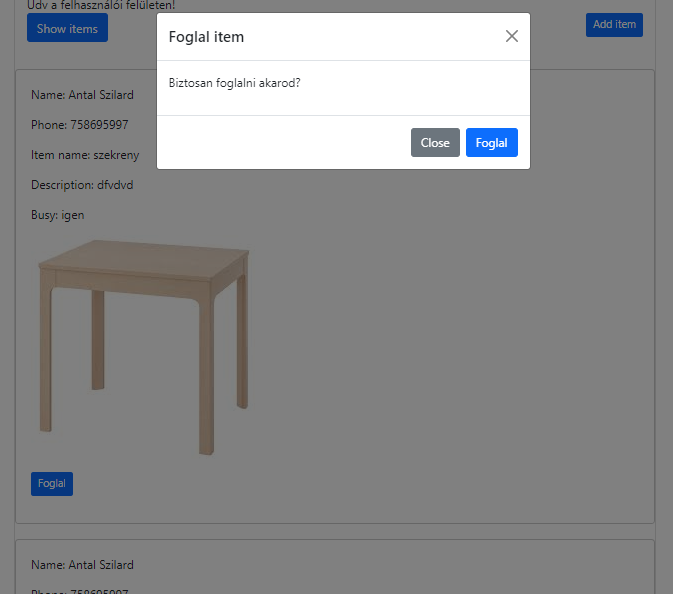 Üdv a felhasználói felületen!
Show items
Add item
Foglal item
Biztosan foglalni akarod?
Close
Foglal
Name: Antal Szilard
Phone: 758695997
Item name: szekreny
Description: dfvdvd
Busy: igen
Foglal
Name: Antal Szilard
Phone: 758695997